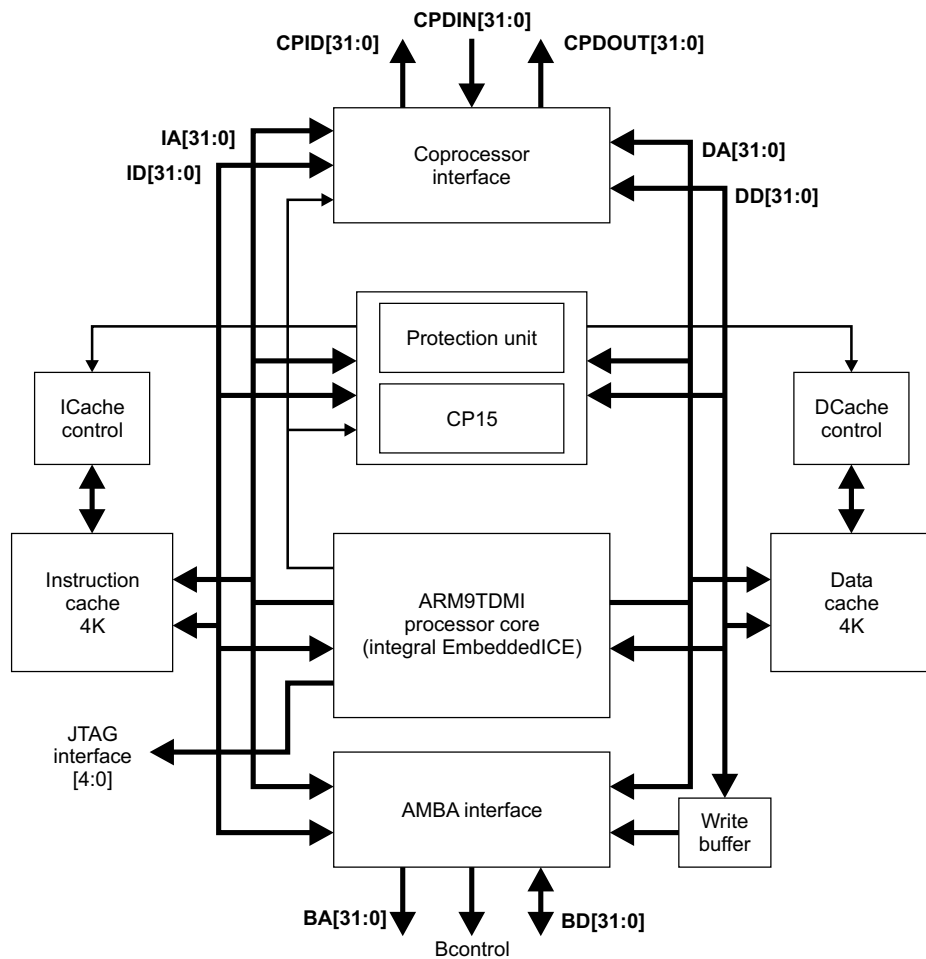 CPDIN[31:0]
CPID[31:0]
CPDOUT[31:0]
IA[31:0]
ID[31:0]
Coprocessor
interface
DA[31:0]
DD[31:0]
Protection unit
CP15
ICache
control
DCache
control
Instruction
cache
4K
ARM9TDMI
processor core
(integral EmbeddedICE)
Data
cache
4K
JTAG
interface
[4:0]
AMBA interface
Write
buffer
BA[31:0]
Bcontrol
BD[31:0]